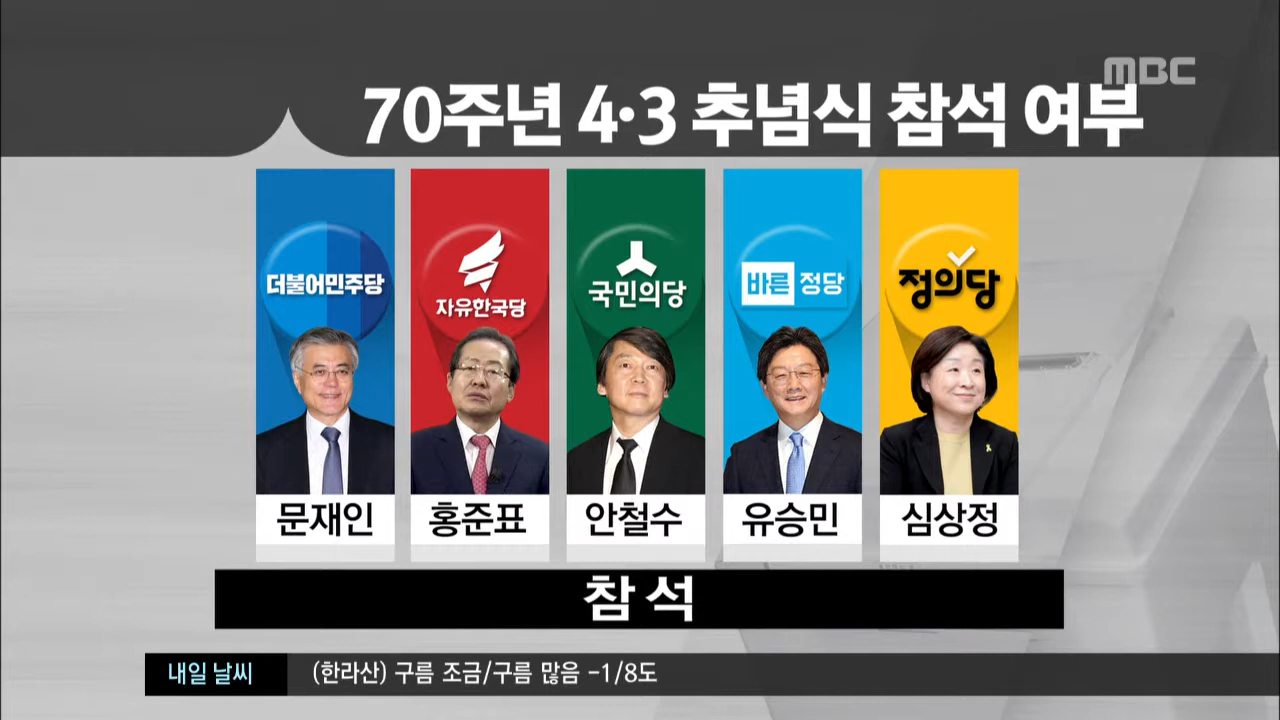 MBC
70주년 4·3 추념식 참석 여부
더불어민주당
자유한국당
국민의당
바른 정당
정의당
문재인
홍준표
안철수
유승민
심상정
참 석
내일 날씨 (한라산) 구름 조금/구름 많음 -1/8도